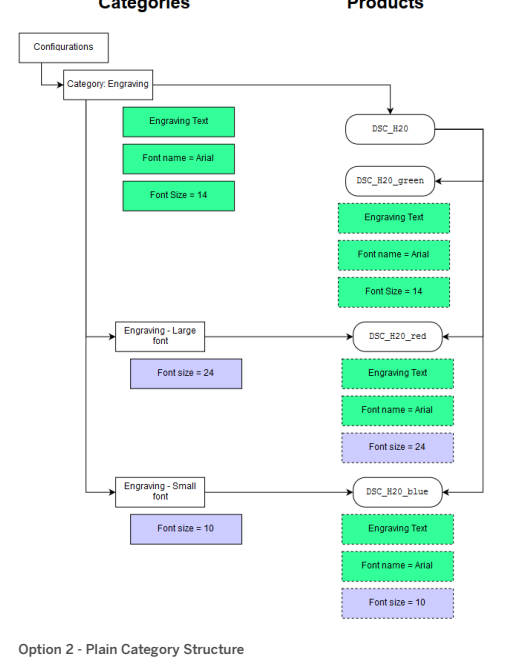 Categories
Products
Configurations
Category: Engraving
Engraving Text
Font name = Arial
Font Size = 14
DSC_H20
DSC_H20_green
Engraving Text
Font name = Arial
Font Size = 14
Engraving - Large
font
Font size = 24
DSC_H20_red
Engraving Text
Font name = Arial
Font size = 24
Engraving - Small
font
Font size = 10
DSC_H20_blue
Engraving Text
Font name = Arial
Font size = 10
Option 2 - Plain Category Structure